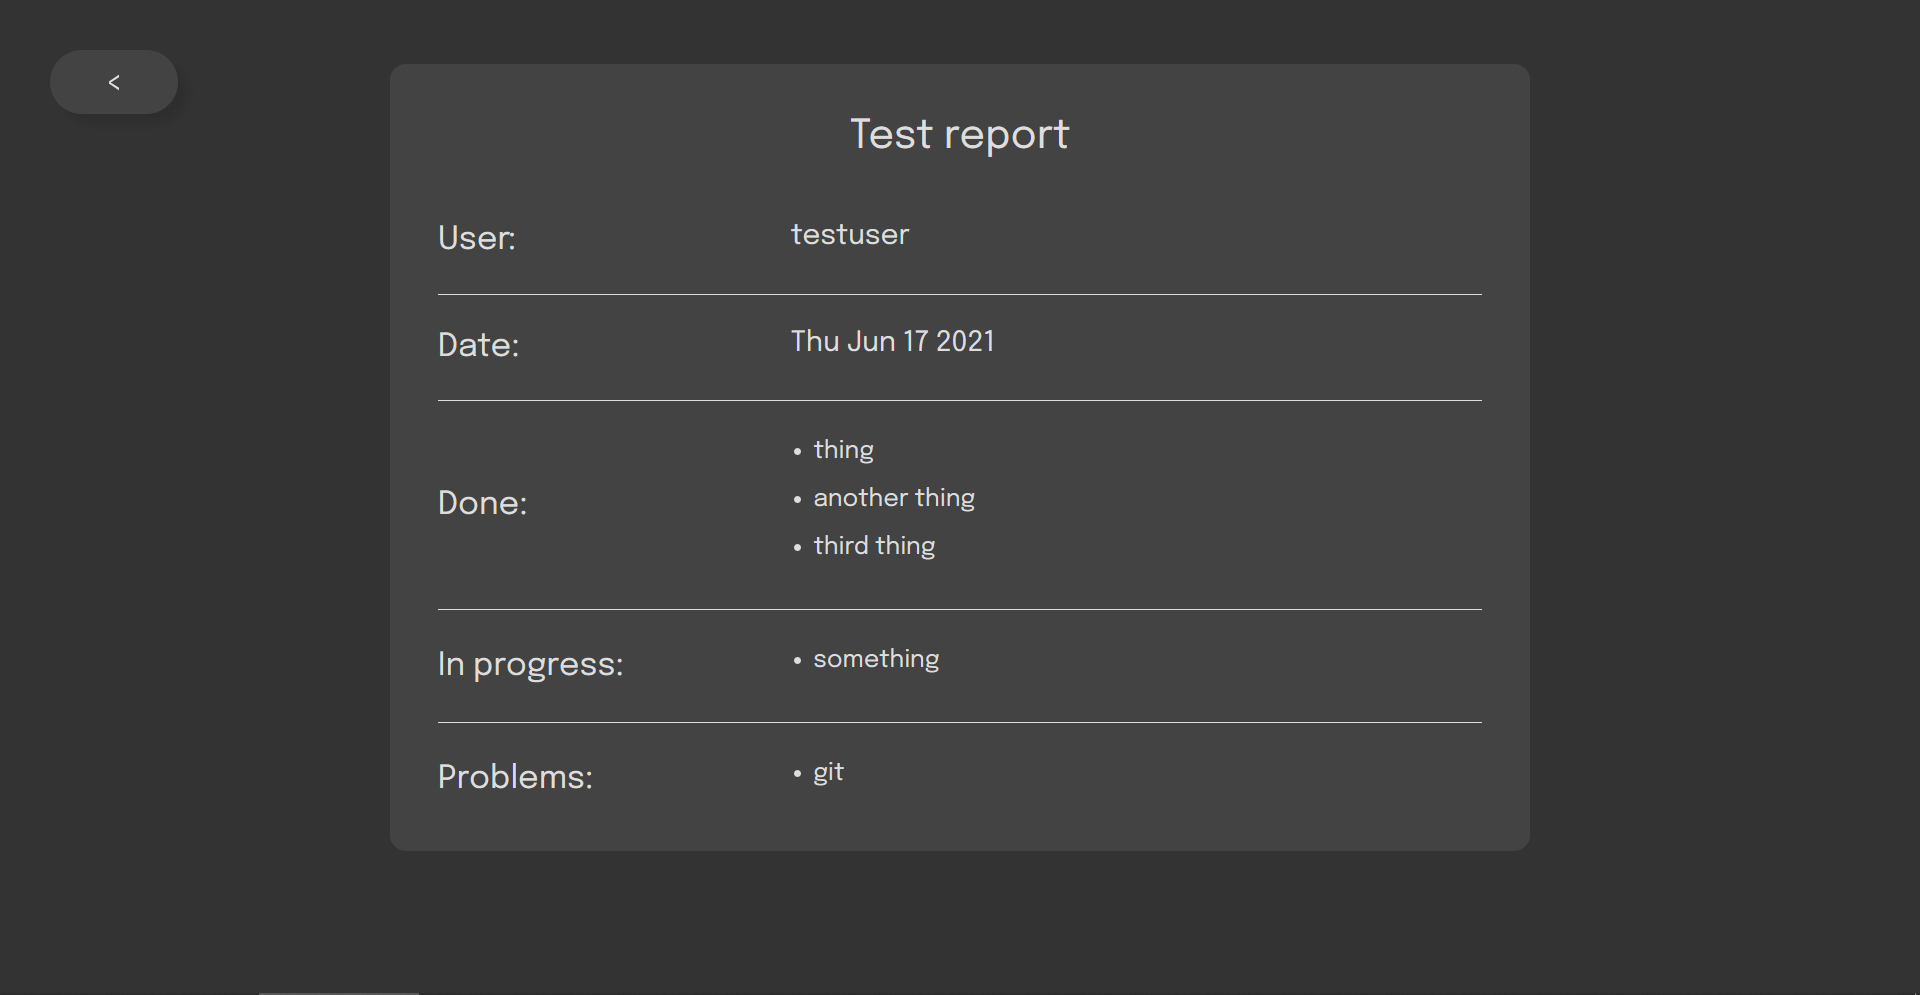 <
Test report
User: testuser
Date: Thu Jun 17 2021
Done:
• thing
• another thing
• third thing
In progress: • something
Problems: • git